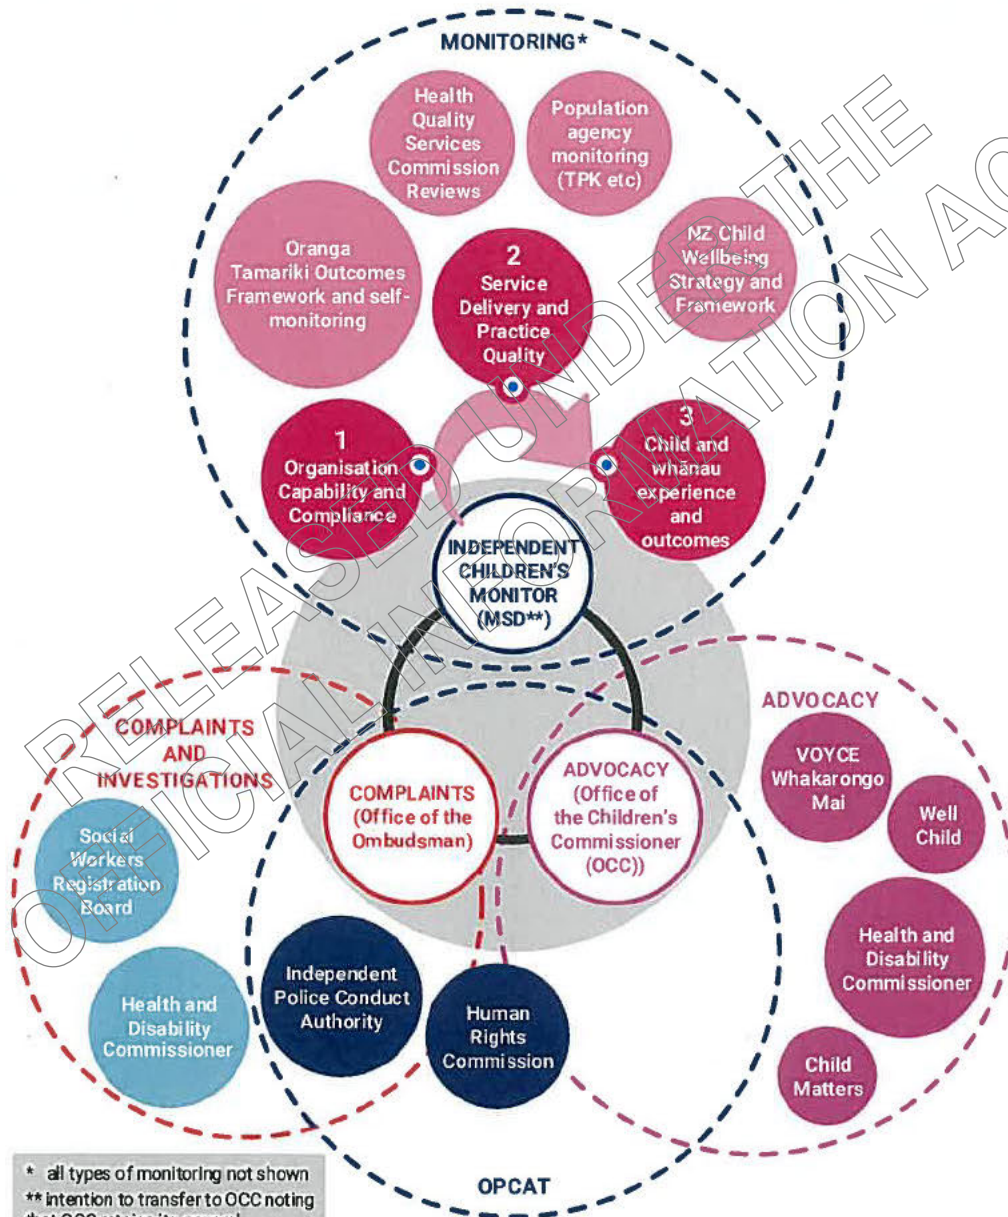 MONITORING*
Health
Quality
Services
Commission
Reviews
Population
agency
monitoring
(TPK etc)
Oranga
Tamariki Outcomes
Framework and self-
monitoring
NZ Child
Wellbeing
Strategy and
Framework
2
Service
Delivery and
Practice
Quality
1
Organisation
Capability and
Compliance
3
Child and
whānau
experience
and
outcomes
INDEPENDENT
CHILDREN'S
MONITOR
(MSD**)
COMPLAINTS
AND
INVESTIGATIONS
Social
Workers
Registration
Board
Health and
Disability
Commissioner
COMPLAINTS
(Office of the
Ombudsman)
ADVOCACY
(Office of
the Children's
Commissioner
(OCC))
Independent
Police Conduct
Authority
Human
Rights
Commission
ADVOCACY
VOYCE
Whakarongo
Mai
Well
Child
Health and
Disability
Commissioner
Child
Matters
OPCAT
* all types of monitoring not shown
** intention to transfer to OCC noting
RELEASED UNDER THE
OFFICIAL INFORMATION